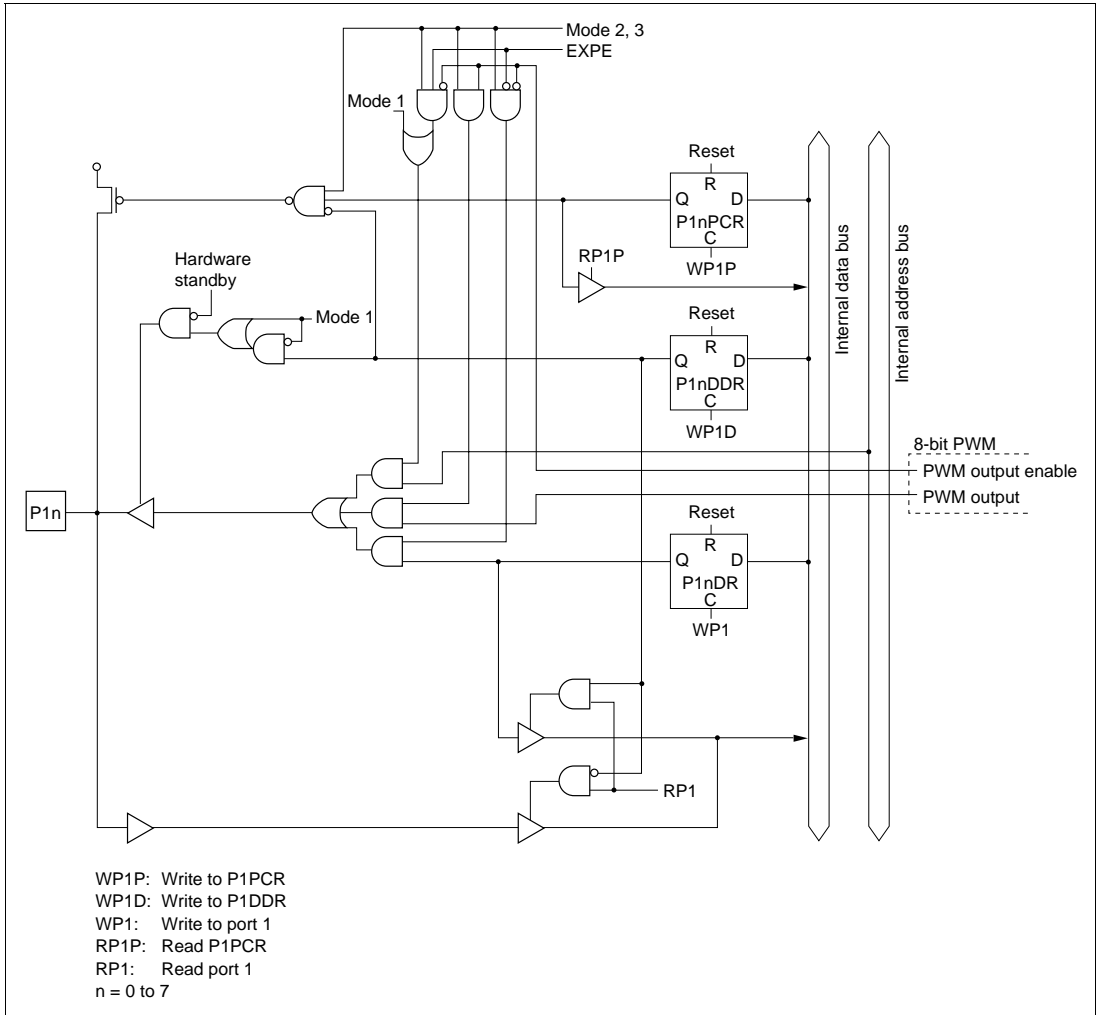 Mode 2, 3
EXPE
Mode 1
Reset
R
Q D
P1nPCR
C
WP1P
RP1P
Hardware
standby
Mode 1
Reset
R
Q D
P1nDDR
C
WP1D
Internal data bus
Internal address bus
8-bit PWM
PWM output enable
PWM output
P1n
Reset
R
Q D
P1nDR
C
WP1
RP1
WP1P: Write to P1PCR
WP1D: Write to P1DDR
WP1: Write to port 1
RP1P: Read P1PCR
RP1: Read port 1
n = 0 to 7